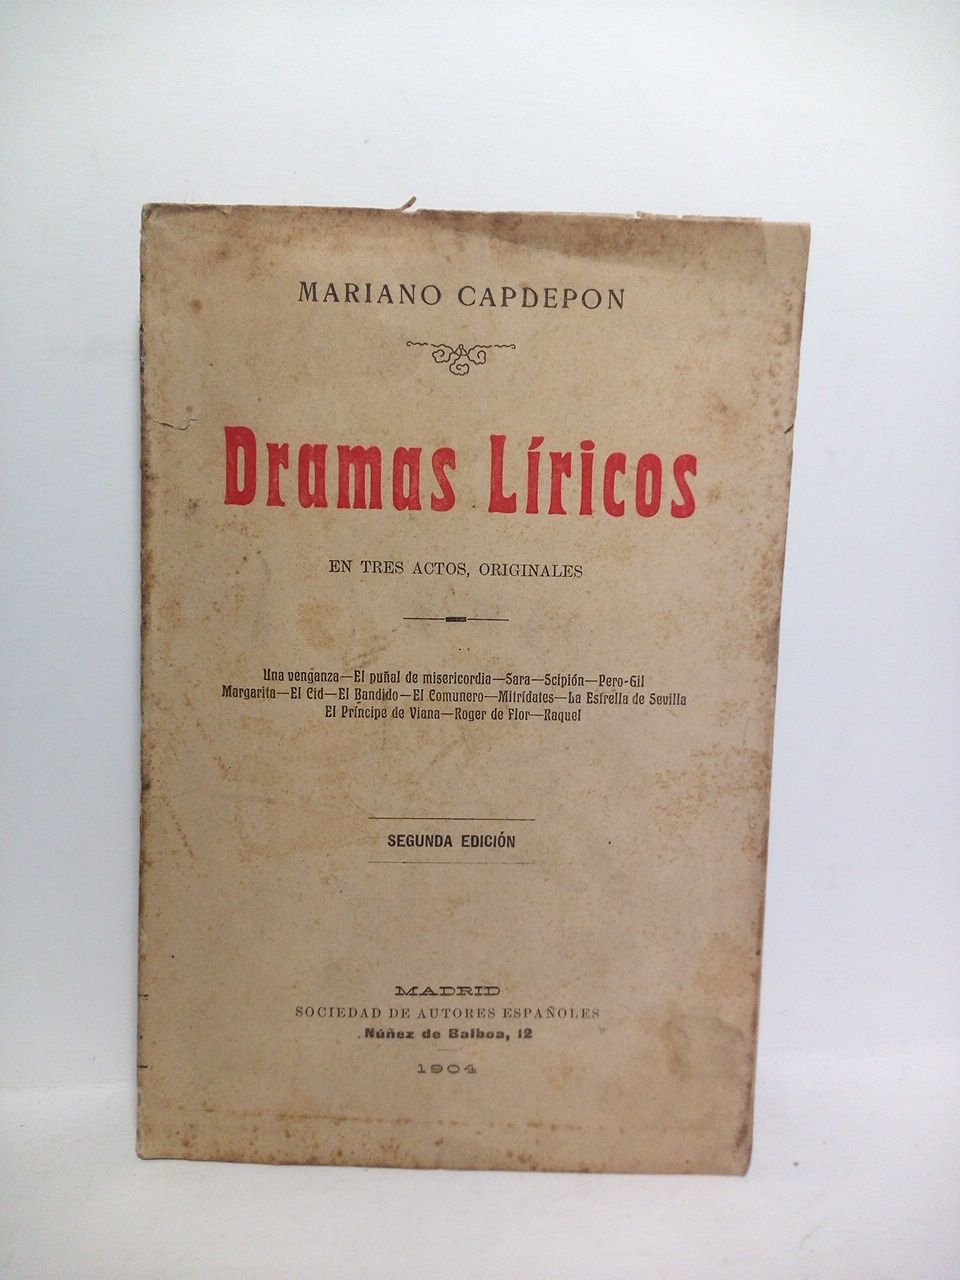 MARIANO CAPDEPON
Dramas Líricos
EN TRES ACTOS, ORIGINALES
Una venganza—El puñal de misericordia—Sara—Scipión—Pero-Gil
Margarita—El Cid—El Bandido—El Comunero—Mitrídates—La Estrella de Sevilla
El Príncipe de Viana—Roger de Flor—Raquel
SEGUNDA EDICIÓN
MADRID
SOCIEDAD DE AUTORES ESPAÑOLES
Núñez de Balboa, 12
1904